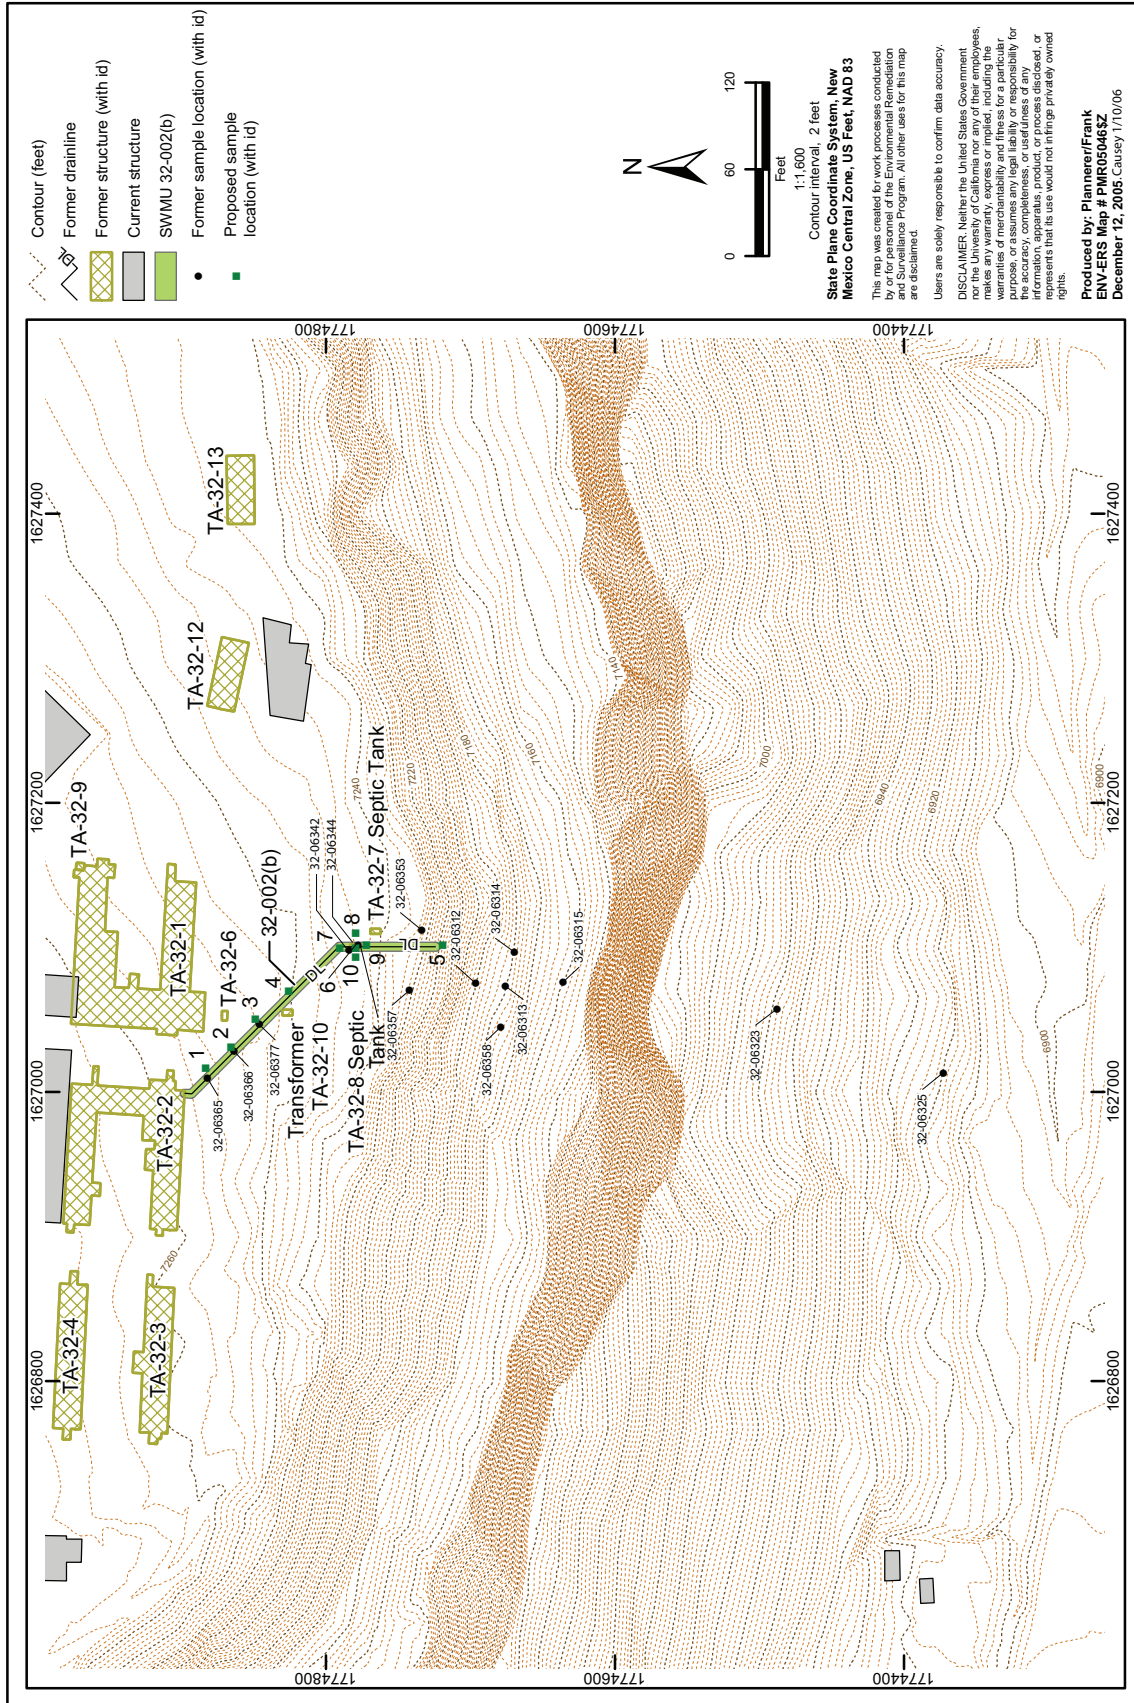 Contour (feet)
DL
Former drainline
Former structure (with id)
Current structure
SWMU 32-002(b)
Former sample location (with id)
Proposed sample
location (with id)
N
0
60
120
Feet
1:1,600
Contour interval, 2 feet
State Plane Coordinate System, New
Mexico Central Zone, US Feet, NAD 83
This map was created for work processes conducted
by or for personnel of the Environmental Remediation
and Surveillance Program. All other uses for this map
are disclaimed.
Users are solely responsible to confirm data accuracy.
DISCLAIMER: Neither the United States Government
nor the University of California nor any of their employees,
makes any warranty, express or implied, including the
warranties of merchantability and fitness for a particular
purpose, or assumes any legal liability or responsibility for
the accuracy, completeness, or usefulness of any
information, apparatus, product, or process disclosed, or
represents that its use would not infringe privately owned
rights.
Produced by: Plannerer/Frank
ENV-ERS Map # PMR05046$Z
December 12, 2005. Causey 1/10/06
1626800
1627000
1627200
1627400
1774800
1774600
1774400
1774800
1774600
1774400
1626800
1627000
1627200
1627400
TA-32-4
TA-32-3
TA-32-2
TA-32-1
TA-32-9
TA-32-6
TA-32-12
TA-32-13
32-002(b)
Transformer
TA-32-10
TA-32-8 Septic
Tank
TA-32-7 Septic Tank
1
2
3
4
5
6
7
8
9
10
DL
DL
32-06365
32-06366
32-06377
32-06342
32-06344
32-06353
32-06357
32-06312
32-06358
32-06313
32-06314
32-06315
32-06323
32-06325
7260
7240
7220
7180
7160
7140
7000
6940
6920
6900
6900